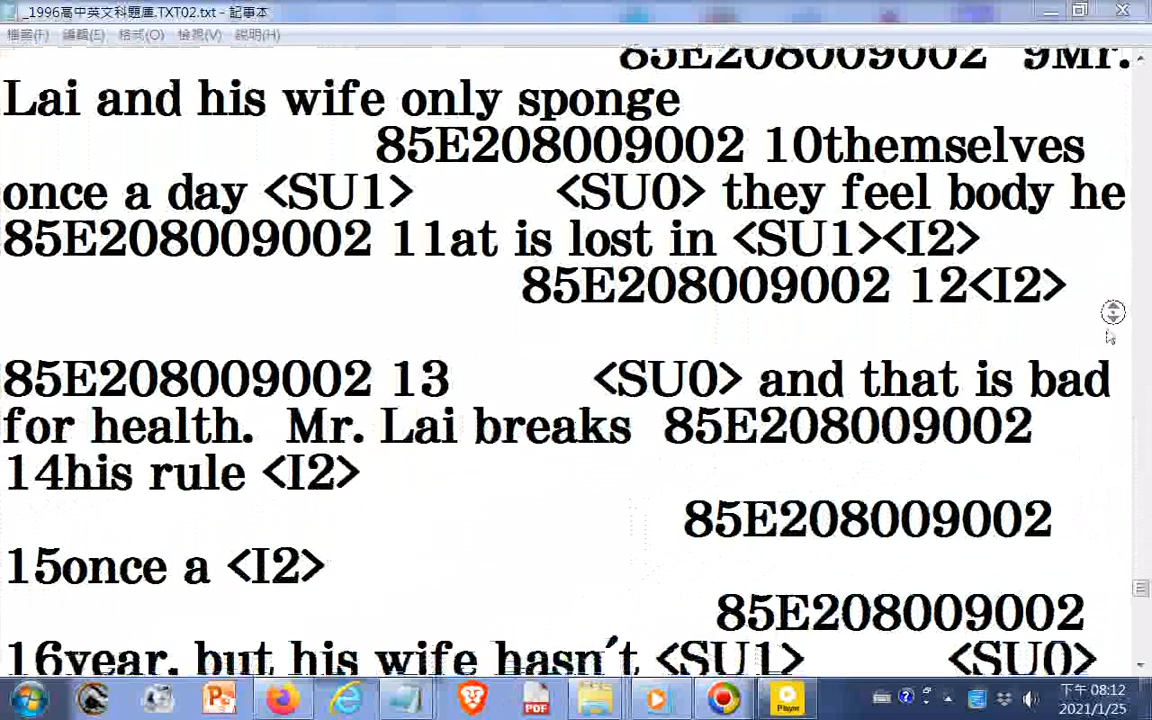 _1996高中英文科題庫.TXT02.txt - 記事本
檔案(F) 編輯(E) 格式(O) 檢視(V) 說明(H)
85E208009002 9Mr.
Lai and his wife only sponge
85E208009002 10themselves
once a day <SU1> <SU0> they feel body he
85E208009002 11at is lost in <SU1><I2>
85E208009002 12<I2>
85E208009002 13 <SU0> and that is bad
for health. Mr. Lai breaks 85E208009002
14his rule <I2>
85E208009002
15once a <I2>
85E208009002
16year, but his wife hasn't <SU1> <SU0>
PDF
Player
下午 08:12
2021/1/25